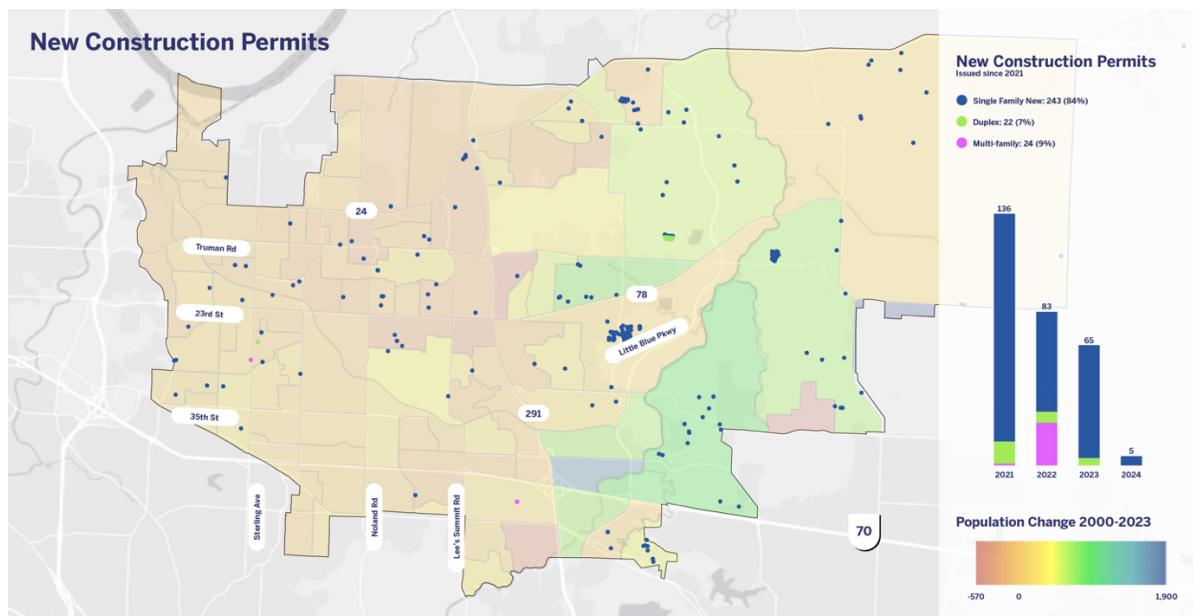 New Construction Permits
24
Truman Rd
23rd St
78
Little Blue Pkwy
35th St
291
Sterling Ave
Noland Rd
Lee's Summit Rd
70
New Construction Permits
Issued since 2021
Single Family New: 243 (84%)
Duplex: 22 (7%)
Multi-family: 24 (9%)
136
83
65
5
2021 2022 2023 2024
Population Change 2000-2023
-570 0 1,900